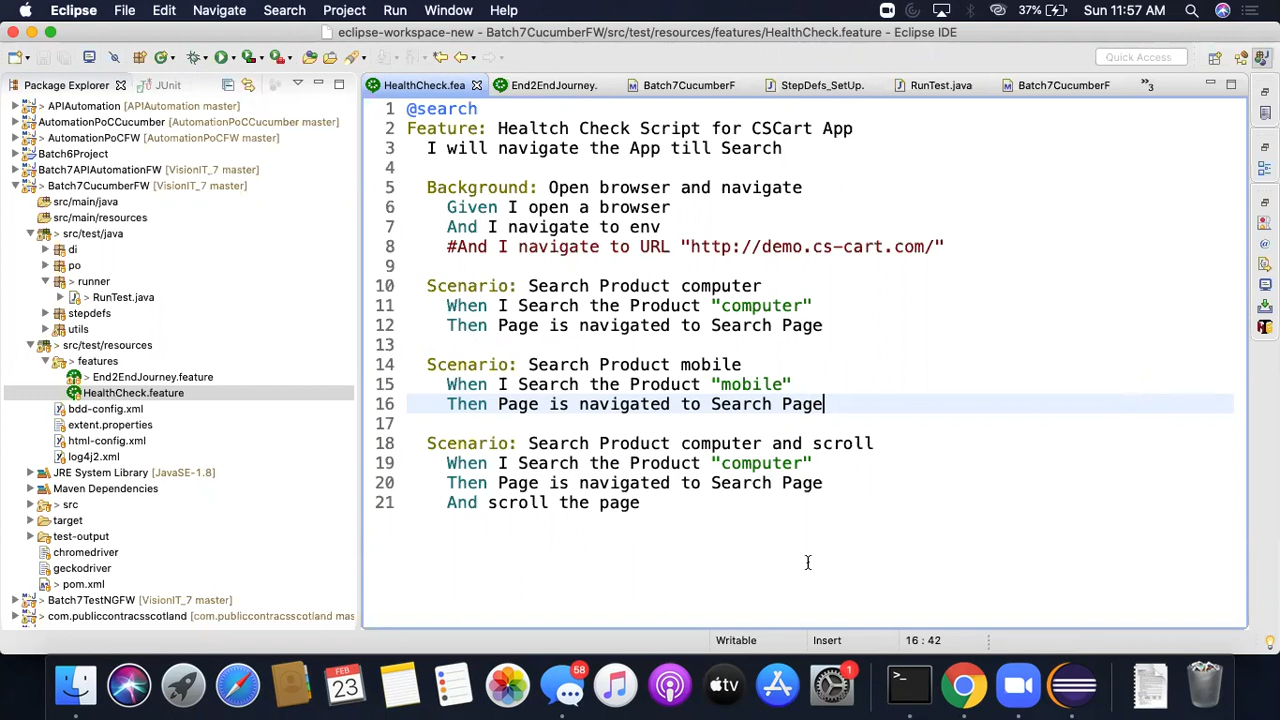 Eclipse File Edit Navigate Search Project Run Window Help 37% Sun 11:57 AM
eclipse-workspace-new - Batch7CucumberFW/src/test/resources/features/HealthCheck.feature - Eclipse IDE
Quick Access
Package Explorer JUnit
HealthCheck.fea End2EndJourney. Batch7CucumberF StepDefs_SetUp. RunTest.java Batch7CucumberF »3
> APIAutomation [APIAutomation master]
AutomationPoCCucumber [AutomationPoCCucumber master]
> AutomationPoCFW [AutomationPoCFW master]
Batch6Project
Batch7APIAutomationFW [VisionIT_7 master]
> Batch7CucumberFW [VisionIT_7 master]
src/main/java
src/main/resources
> src/test/java
di
po
> runner
> RunTest.java
stepdefs
> utils
> src/test/resources
> features
> End2EndJourney.feature
HealthCheck.feature
bdd-config.xml
extent.properties
html-config.xml
log4j2.xml
JRE System Library [JavaSE-1.8]
Maven Dependencies
> src
target
test-output
chromedriver
geckodriver
> pom.xml
> Batch7TestNGFW [VisionIT_7 master]
> com.publiccontracsscotland [com.publiccontracsscotland mas
1 @search
2 Feature: Healtch Check Script for CSCart App
3 I will navigate the App till Search
4
5 Background: Open browser and navigate
6 Given I open a browser
7 And I navigate to env
8 #And I navigate to URL "http://demo.cs-cart.com/"
9
10 Scenario: Search Product computer
11 When I Search the Product "computer"
12 Then Page is navigated to Search Page
13
14 Scenario: Search Product mobile
15 When I Search the Product "mobile"
16 Then Page is navigated to Search Page
17
18 Scenario: Search Product computer and scroll
19 When I Search the Product "computer"
20 Then Page is navigated to Search Page
21 And scroll the page
Writable Insert 16 : 42
FEB
23
58
tv
1